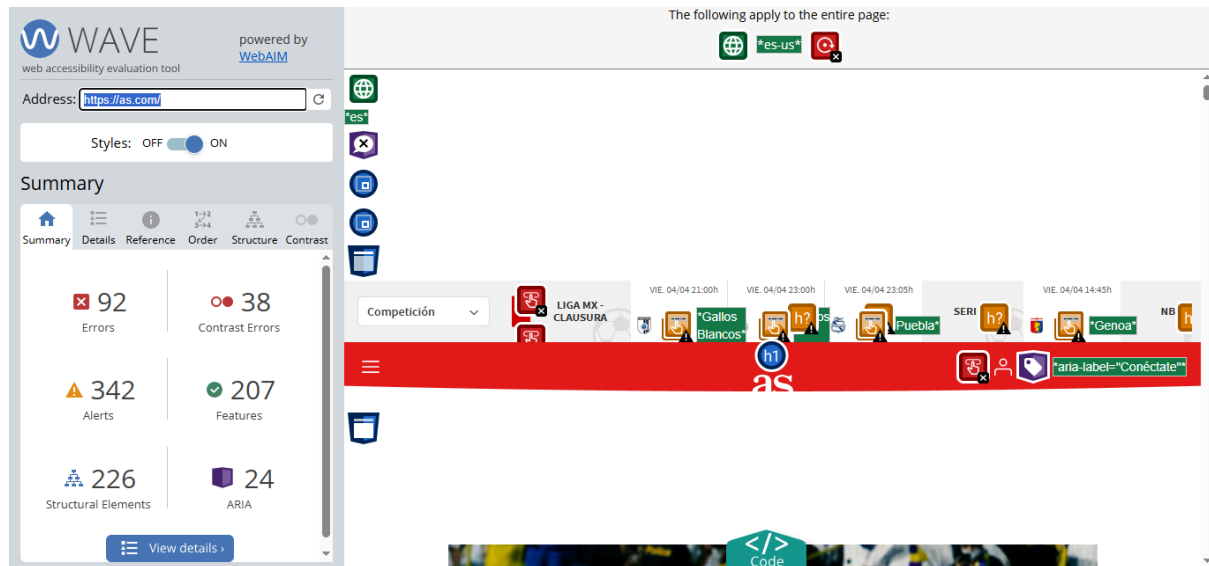 WAVE
powered by
WebAIM
web accessibility evaluation tool
Address: https://as.com/
Styles: OFF ON
Summary
Summary Details Reference Order Structure Contrast
92
Errors
38
Contrast Errors
342
Alerts
207
Features
226
Structural Elements
24
ARIA
View details ›
The following apply to the entire page:
*es-us*
*es*
Competición
LIGA MX -
CLAUSURA
VIE. 04/04 21:00h
*Gallos
Blancos*
VIE. 04/04 23:00h
h?
os
VIE. 04/04 23:05h
Puebla*
SERI
h?
VIE. 04/04 14:45h
*Genoa*
NB
h1
as
*aria-label="Conéctate"*
</>
Code